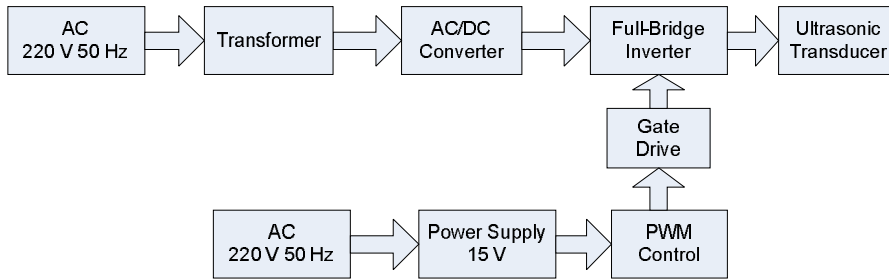 AC
220 V 50 Hz
Transformer
AC/DC
Converter
Full-Bridge
Inverter
Ultrasonic
Transducer
Gate
Drive
AC
220 V 50 Hz
Power Supply
15 V
PWM
Control